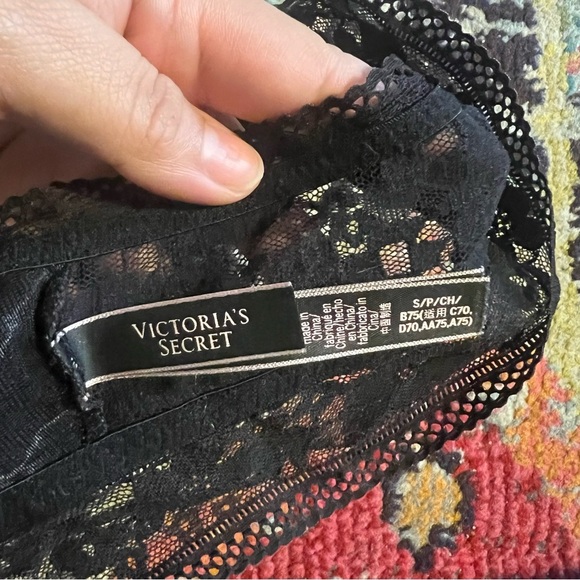 VICTORIA'S
SECRET
made in
China/
fabriqué en
Chine/hecho
en China/
fabricato in
Cina/
中国制造
S/P/CH/
B75(适用 C70,
D70,AA75,A75)